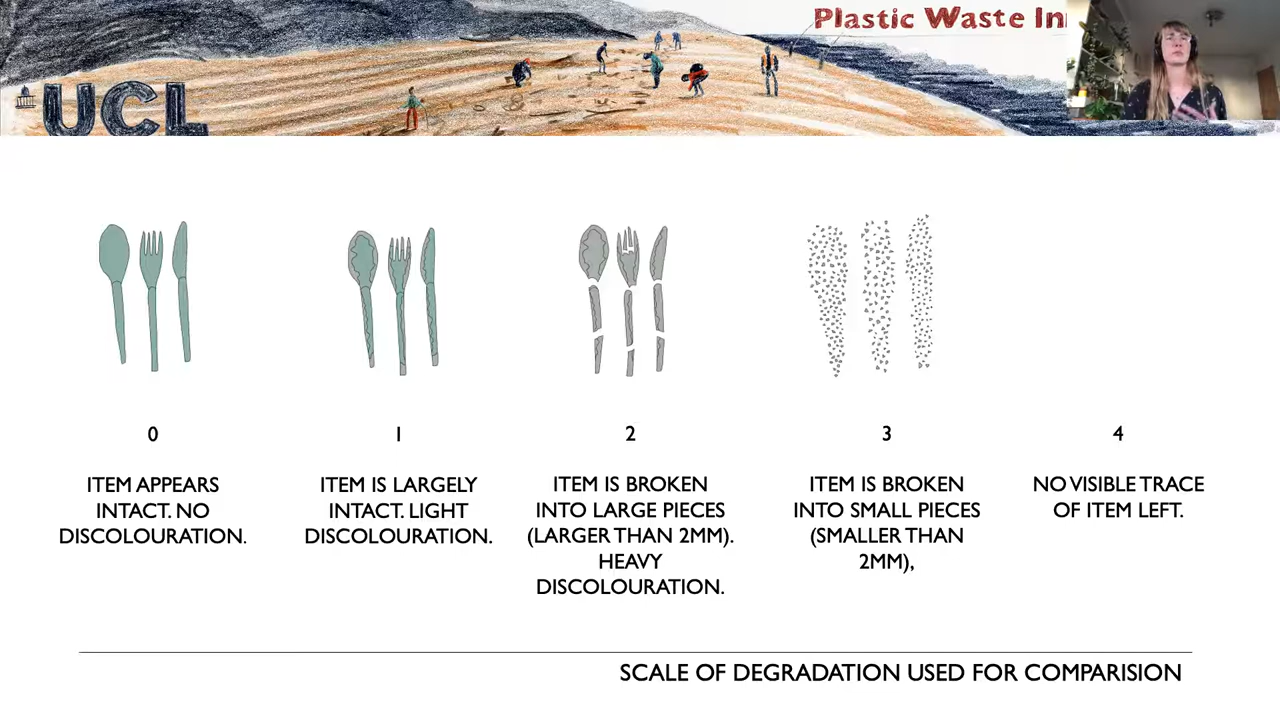 Plastic Waste In
UCL
0
ITEM APPEARS
INTACT. NO
DISCOLOURATION.
1
ITEM IS LARGELY
INTACT. LIGHT
DISCOLOURATION.
2
ITEM IS BROKEN
INTO LARGE PIECES
(LARGER THAN 2MM).
HEAVY
DISCOLOURATION.
3
ITEM IS BROKEN
INTO SMALL PIECES
(SMALLER THAN
2MM),
4
NO VISIBLE TRACE
OF ITEM LEFT.
SCALE OF DEGRADATION USED FOR COMPARISION